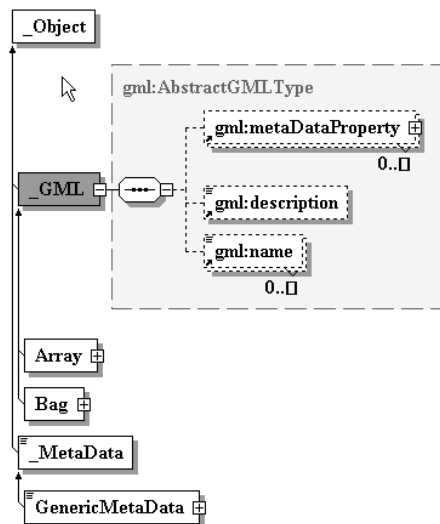 _Object
gml:AbstractGMLType
gml:metaDataProperty
0..[]
_GML
gml:description
gml:name
0..[]
Array
Bag
_MetaData
GenericMetaData